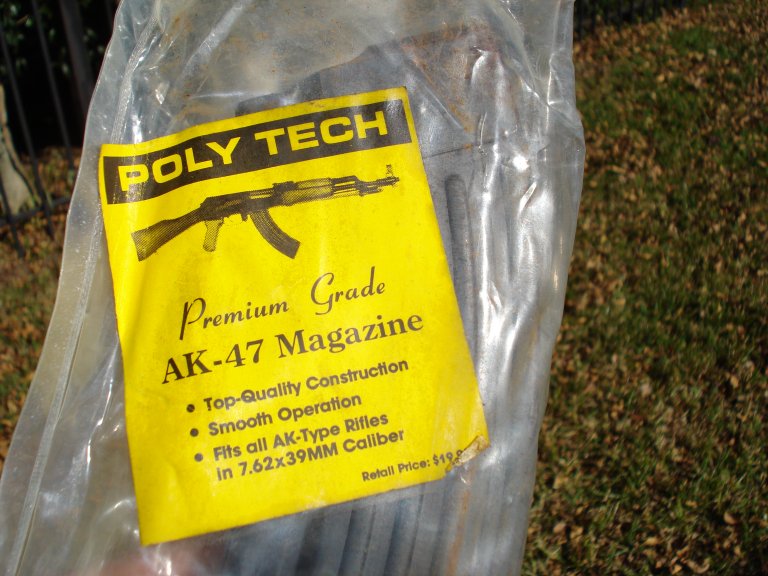 POLY TECH
Premium Grade
AK-47 Magazine
• Top-Quality Construction
• Smooth Operation
• Fits all AK-Type Rifles
in 7.62x39MM Caliber
Retail Price: